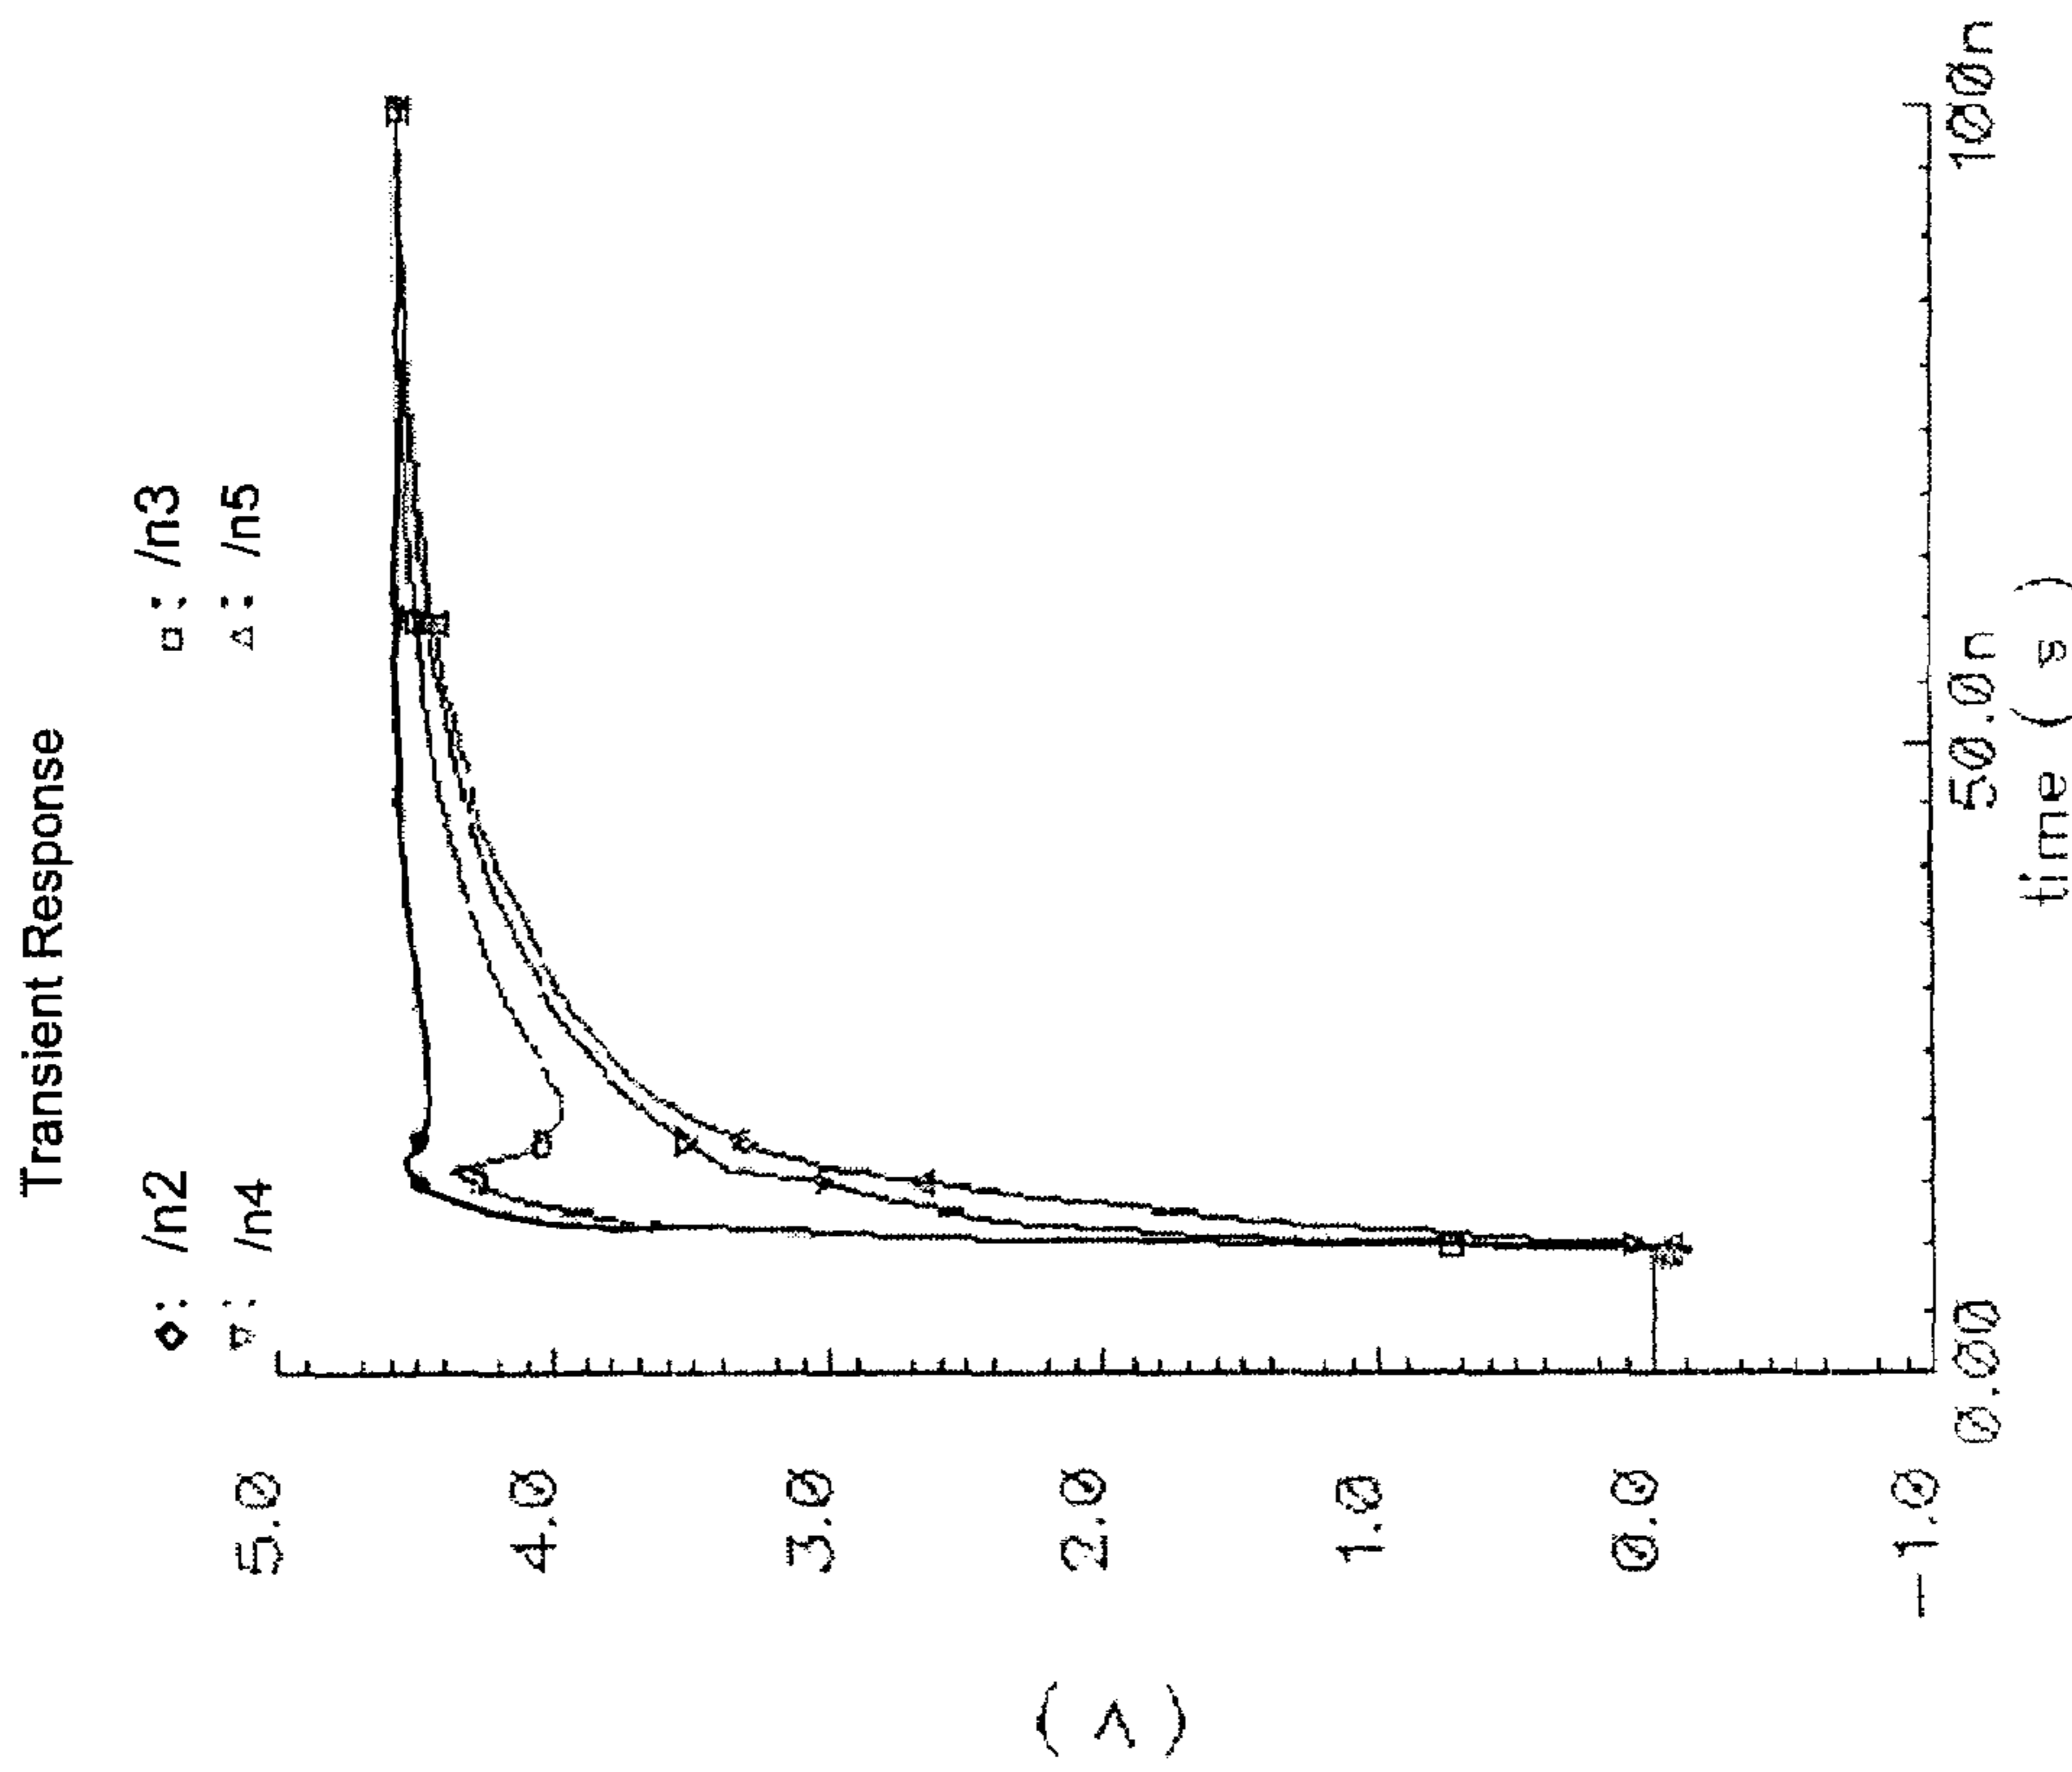 Transient Response
◇: /n2
□: /n3
▽: /n4
△: /n5
( V )
5.0
4.0
3.0
2.0
1.0
0.0
-1.0
0.00
50.0n
100n
time ( s )